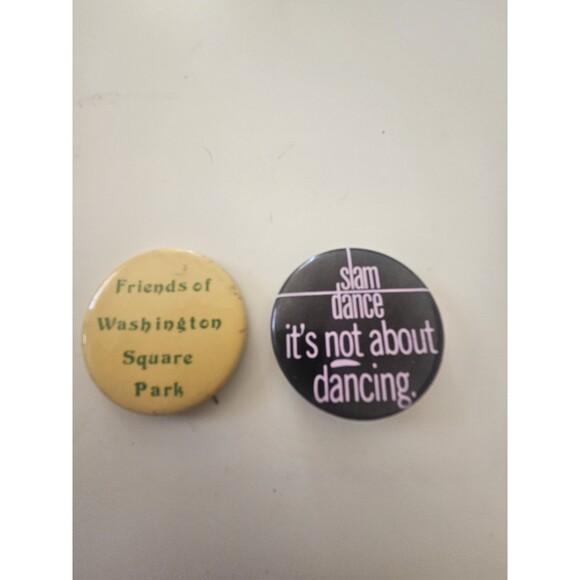 Friends of
Washington
Square
Park
slam
dance
it's not about
dancing.